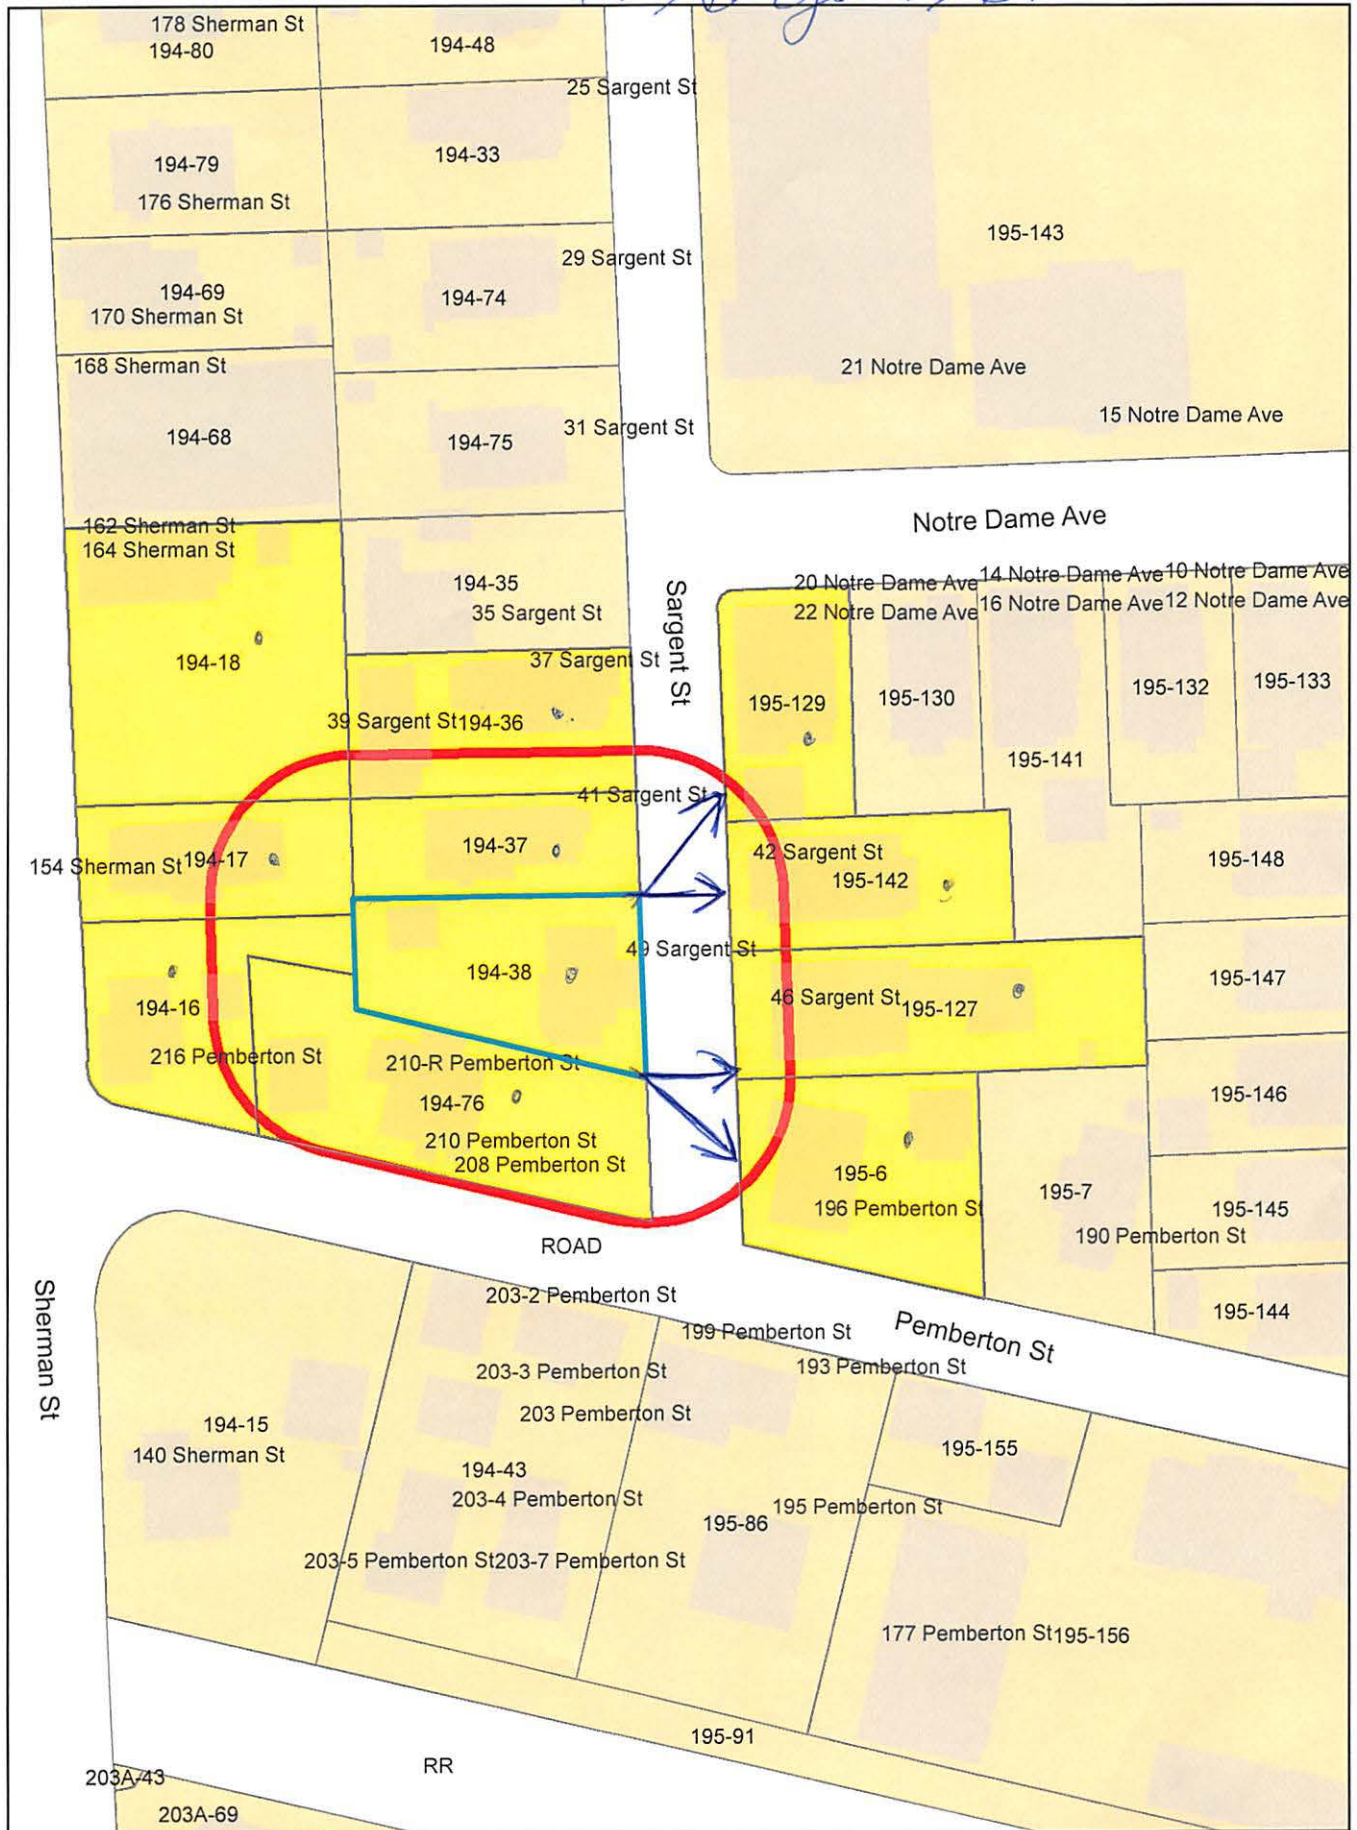 178 Sherman St
194-80
194-48
25 Sargent St
194-79
176 Sherman St
194-33
195-143
29 Sargent St
194-69
170 Sherman St
194-74
168 Sherman St
21 Notre Dame Ave
15 Notre Dame Ave
194-68
194-75
31 Sargent St
Notre Dame Ave
162 Sherman St
164 Sherman St
194-35
35 Sargent St
Sargent St
20 Notre Dame Ave
14 Notre Dame Ave
10 Notre Dame Ave
22 Notre Dame Ave
16 Notre Dame Ave
12 Notre Dame Ave
194-18
37 Sargent St
39 Sargent St
194-36
195-129
195-130
195-132
195-133
195-141
41 Sargent St
154 Sherman St
194-17
194-37
42 Sargent St
195-142
195-148
49 Sargent St
194-38
194-16
46 Sargent St
195-127
195-147
216 Pemberton St
210-R Pemberton St
194-76
210 Pemberton St
208 Pemberton St
195-146
195-6
196 Pemberton St
195-7
190 Pemberton St
195-145
ROAD
Sherman St
203-2 Pemberton St
199 Pemberton St
Pemberton St
195-144
203-3 Pemberton St
193 Pemberton St
203 Pemberton St
194-15
140 Sherman St
194-43
203-4 Pemberton St
195-155
195 Pemberton St
195-86
203-5 Pemberton St
203-7 Pemberton St
177 Pemberton St
195-156
195-91
RR
203A-43
203A-69